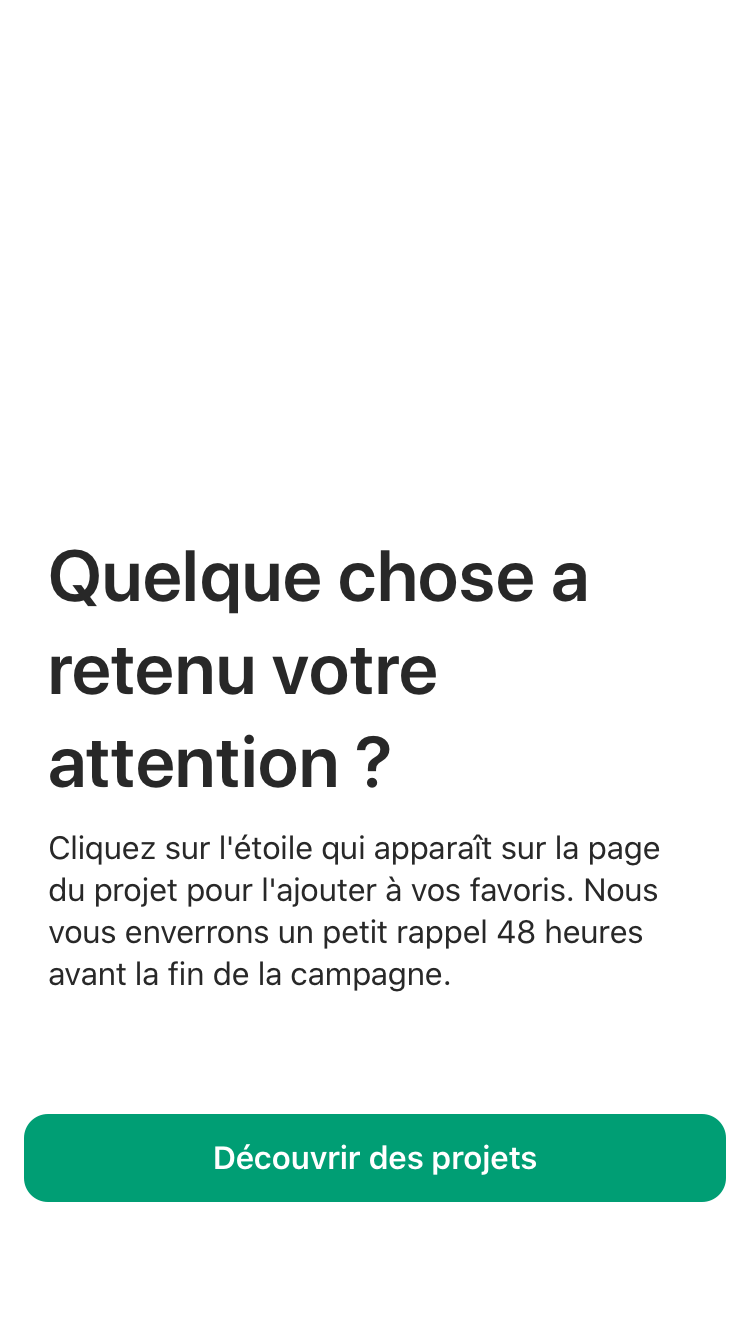 Quelque chose a
retenu votre
attention ?
Cliquez sur l'étoile qui apparaît sur la page
du projet pour l'ajouter à vos favoris. Nous
vous enverrons un petit rappel 48 heures
avant la fin de la campagne.
Découvrir des projets